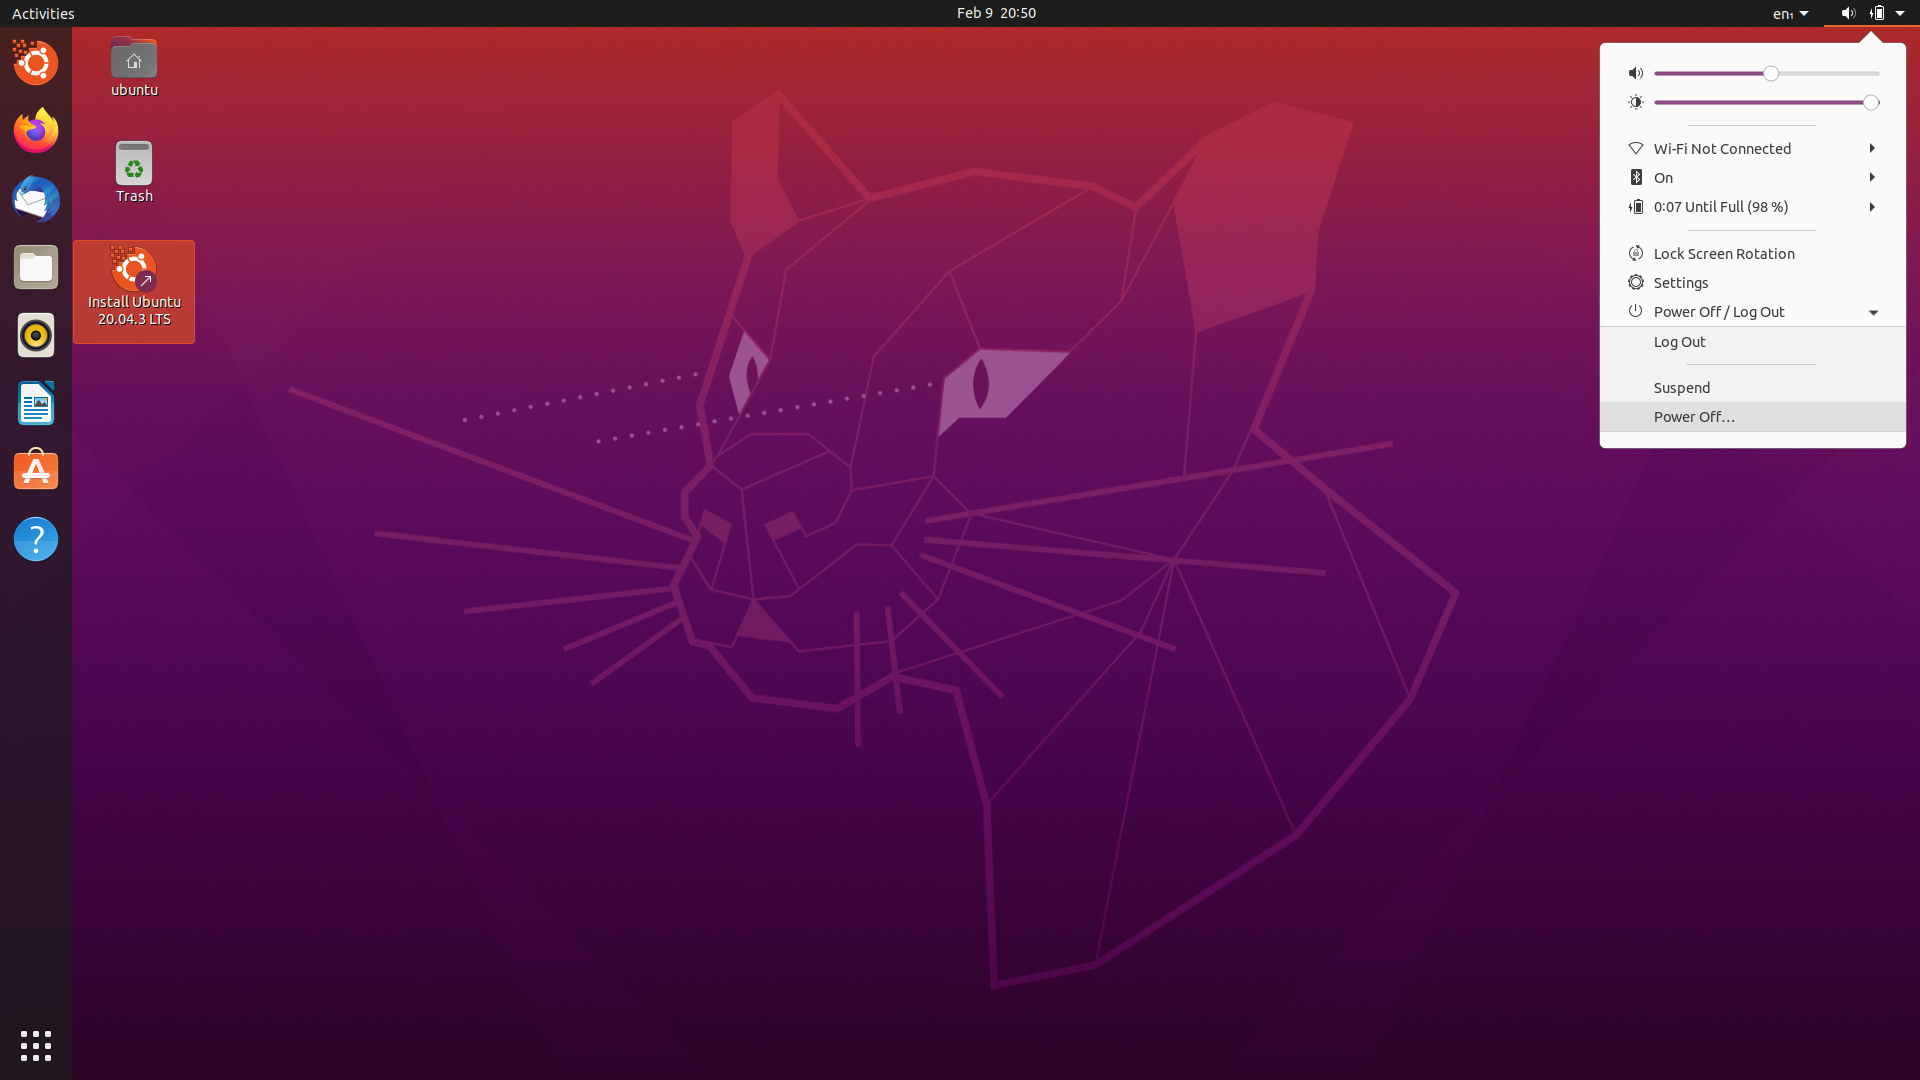 Activities
Feb 9 20:50
en₁
ubuntu
Trash
Install Ubuntu
20.04.3 LTS
Wi-Fi Not Connected
On
0:07 Until Full (98 %)
Lock Screen Rotation
Settings
Power Off / Log Out
Log Out
Suspend
Power Off…